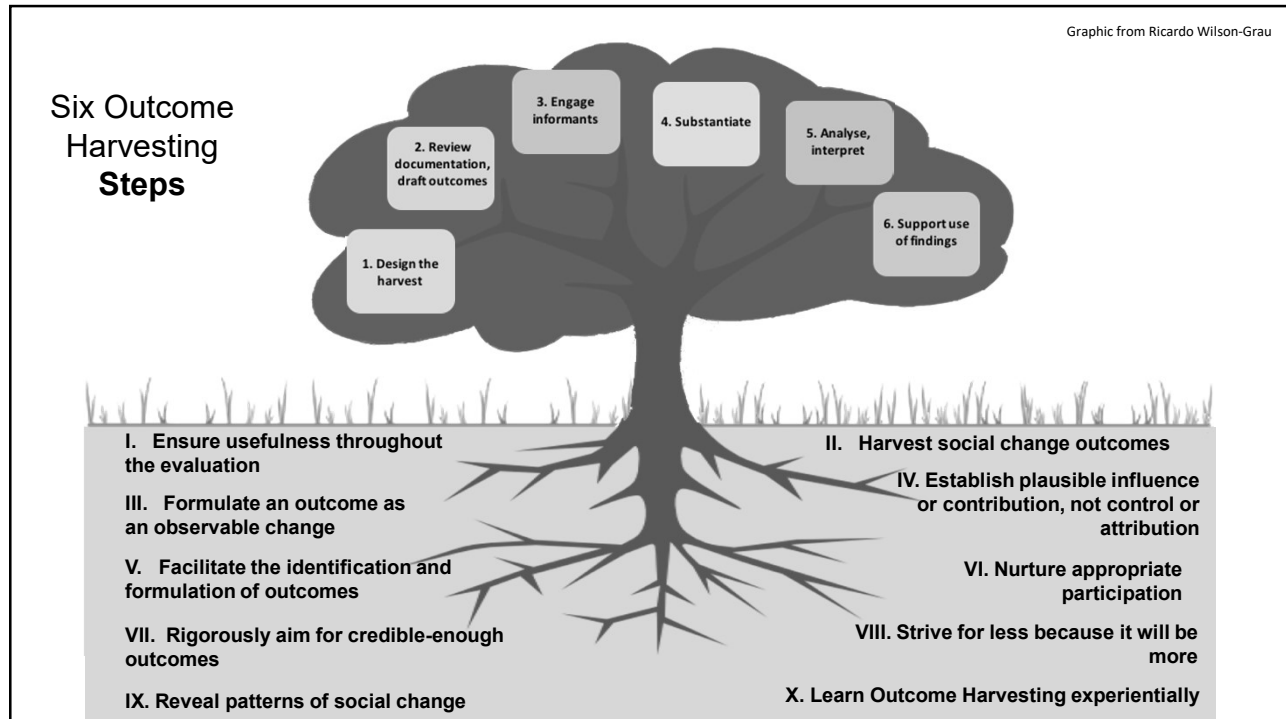 Graphic from Ricardo Wilson-Grau
Six Outcome
Harvesting
Steps
1. Design the
harvest
2. Review
documentation,
draft outcomes
3. Engage
informants
4. Substantiate
5. Analyse,
interpret
6. Support use
of findings
I. Ensure usefulness throughout
the evaluation
II. Harvest social change outcomes
III. Formulate an outcome as
an observable change
IV. Establish plausible influence
or contribution, not control or
attribution
V. Facilitate the identification and
formulation of outcomes
VI. Nurture appropriate
participation
VII. Rigorously aim for credible-enough
outcomes
VIII. Strive for less because it will be
more
IX. Reveal patterns of social change
X. Learn Outcome Harvesting experientially